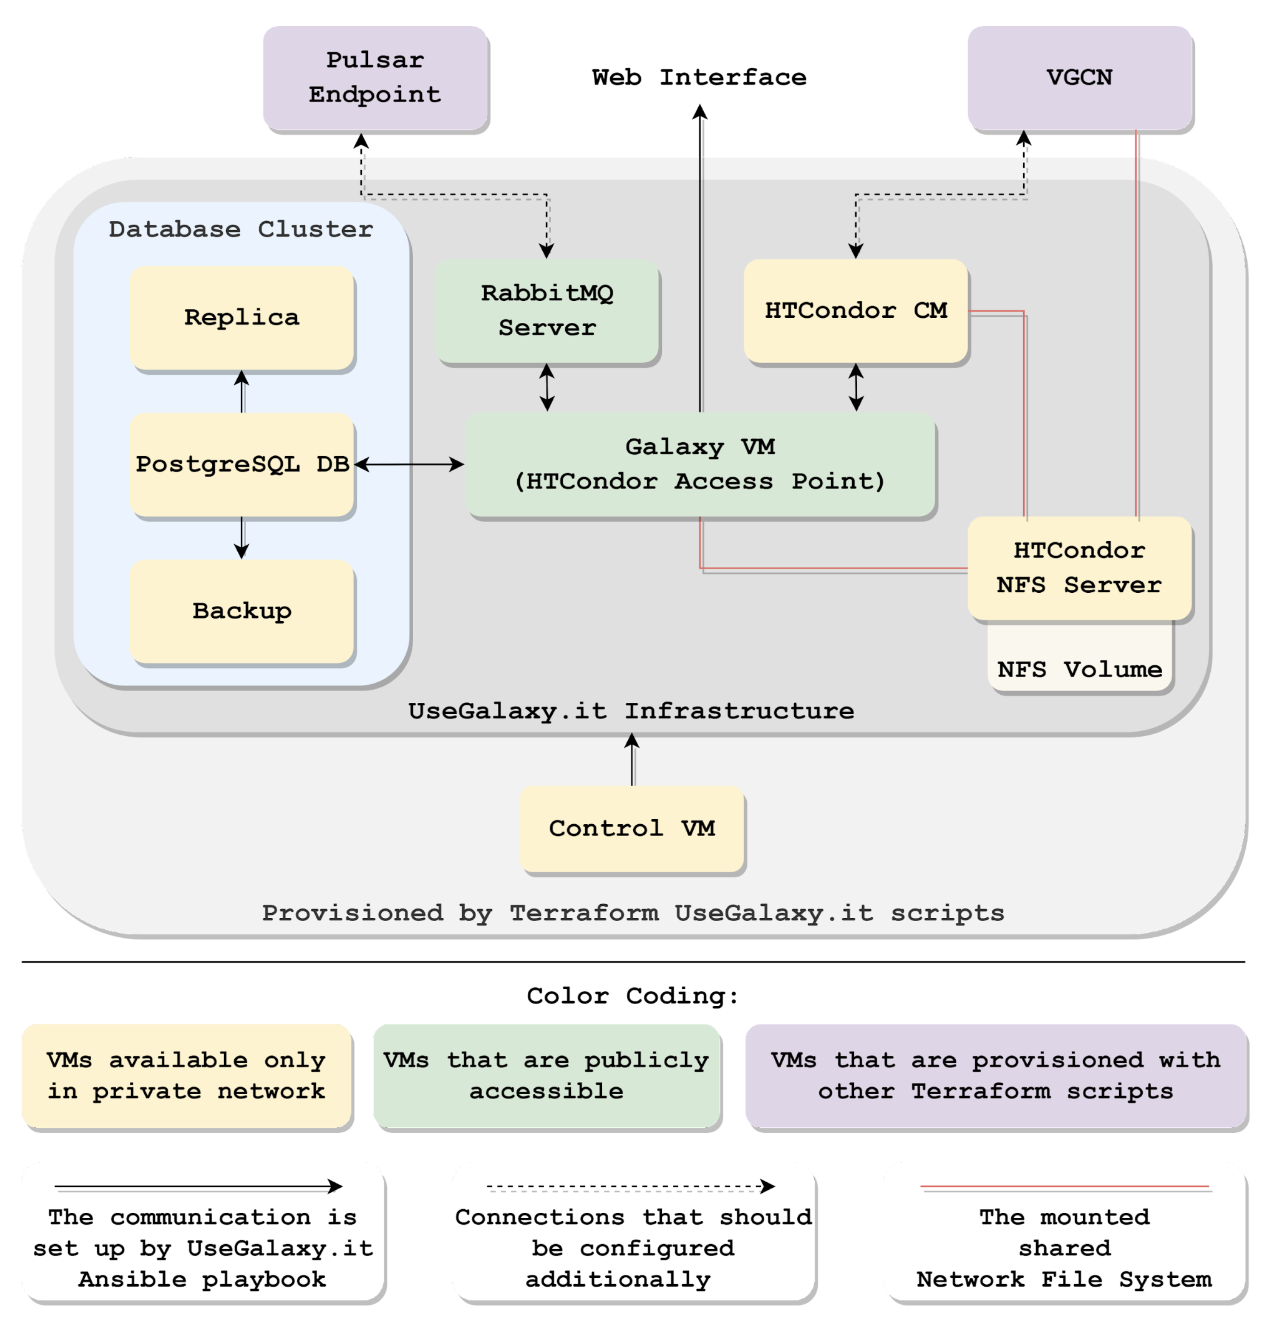 Pulsar
Endpoint
Web Interface
VGCN
Database Cluster
Replica
RabbitMQ
Server
HTCondor CM
PostgreSQL DB
Galaxy VM
(HTCondor Access Point)
HTCondor
NFS Server
Backup
NFS Volume
UseGalaxy.it Infrastructure
Control VM
Provisioned by Terraform UseGalaxy.it scripts
Color Coding:
VMs available only
in private network
VMs that are publicly
accessible
VMs that are provisioned with
other Terraform scripts
The communication is
set up by UseGalaxy.it
Ansible playbook
Connections that should
be configured
additionally
The mounted
shared
Network File System